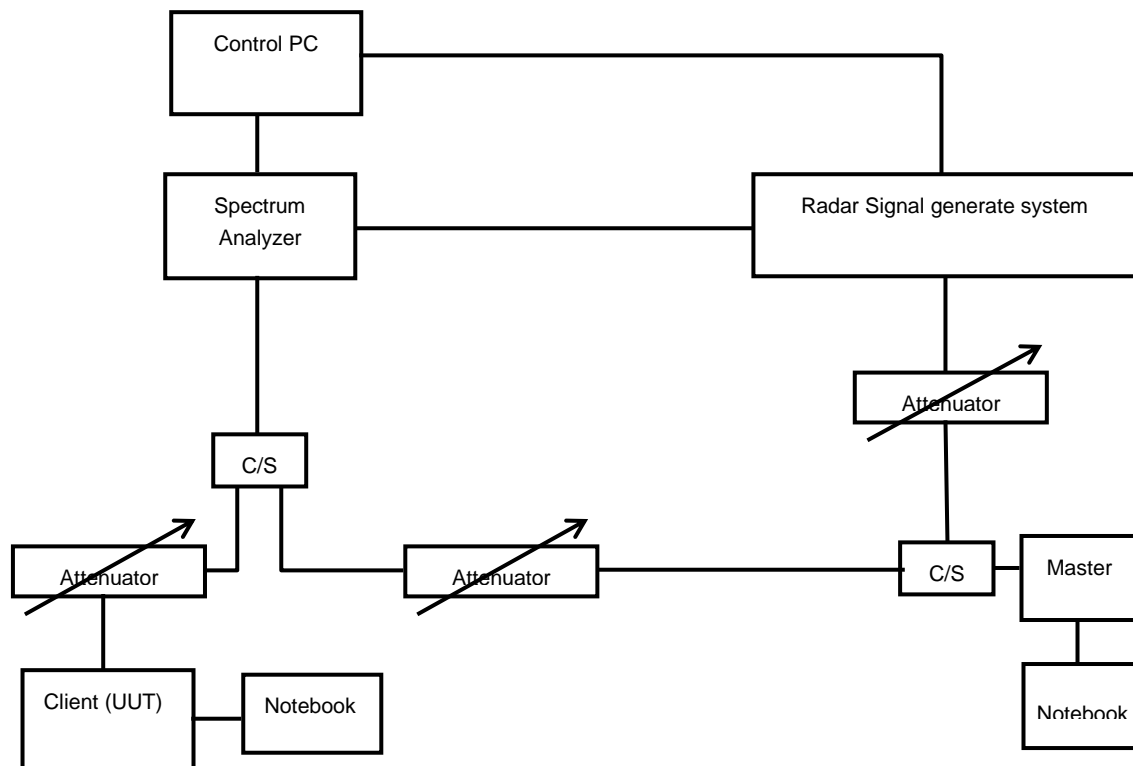 Control PC
Spectrum
Analyzer
Radar Signal generate system
Attenuator
C/S
Attenuator
Attenuator
C/S
Master
Client (UUT)
Notebook
Notebook